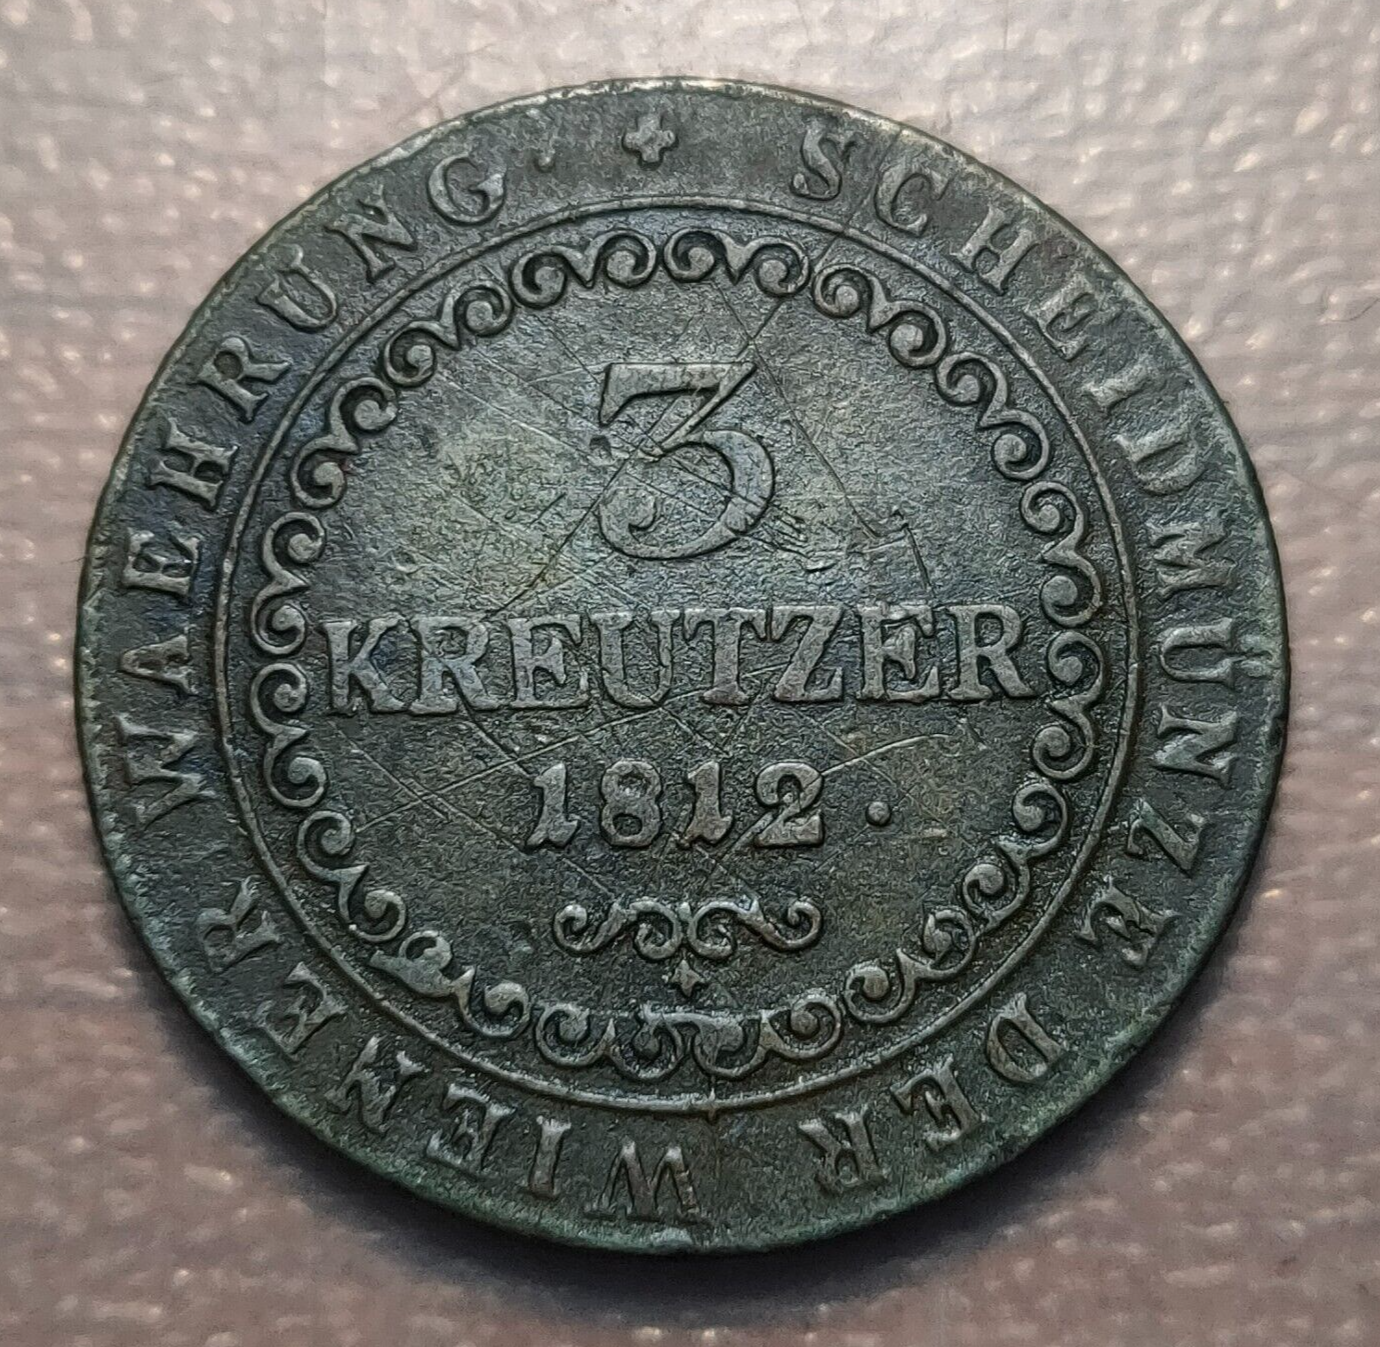 SCHEIDMÜNZE DER WIENER WAEHRUNG.
3
KREUTZER
1812.